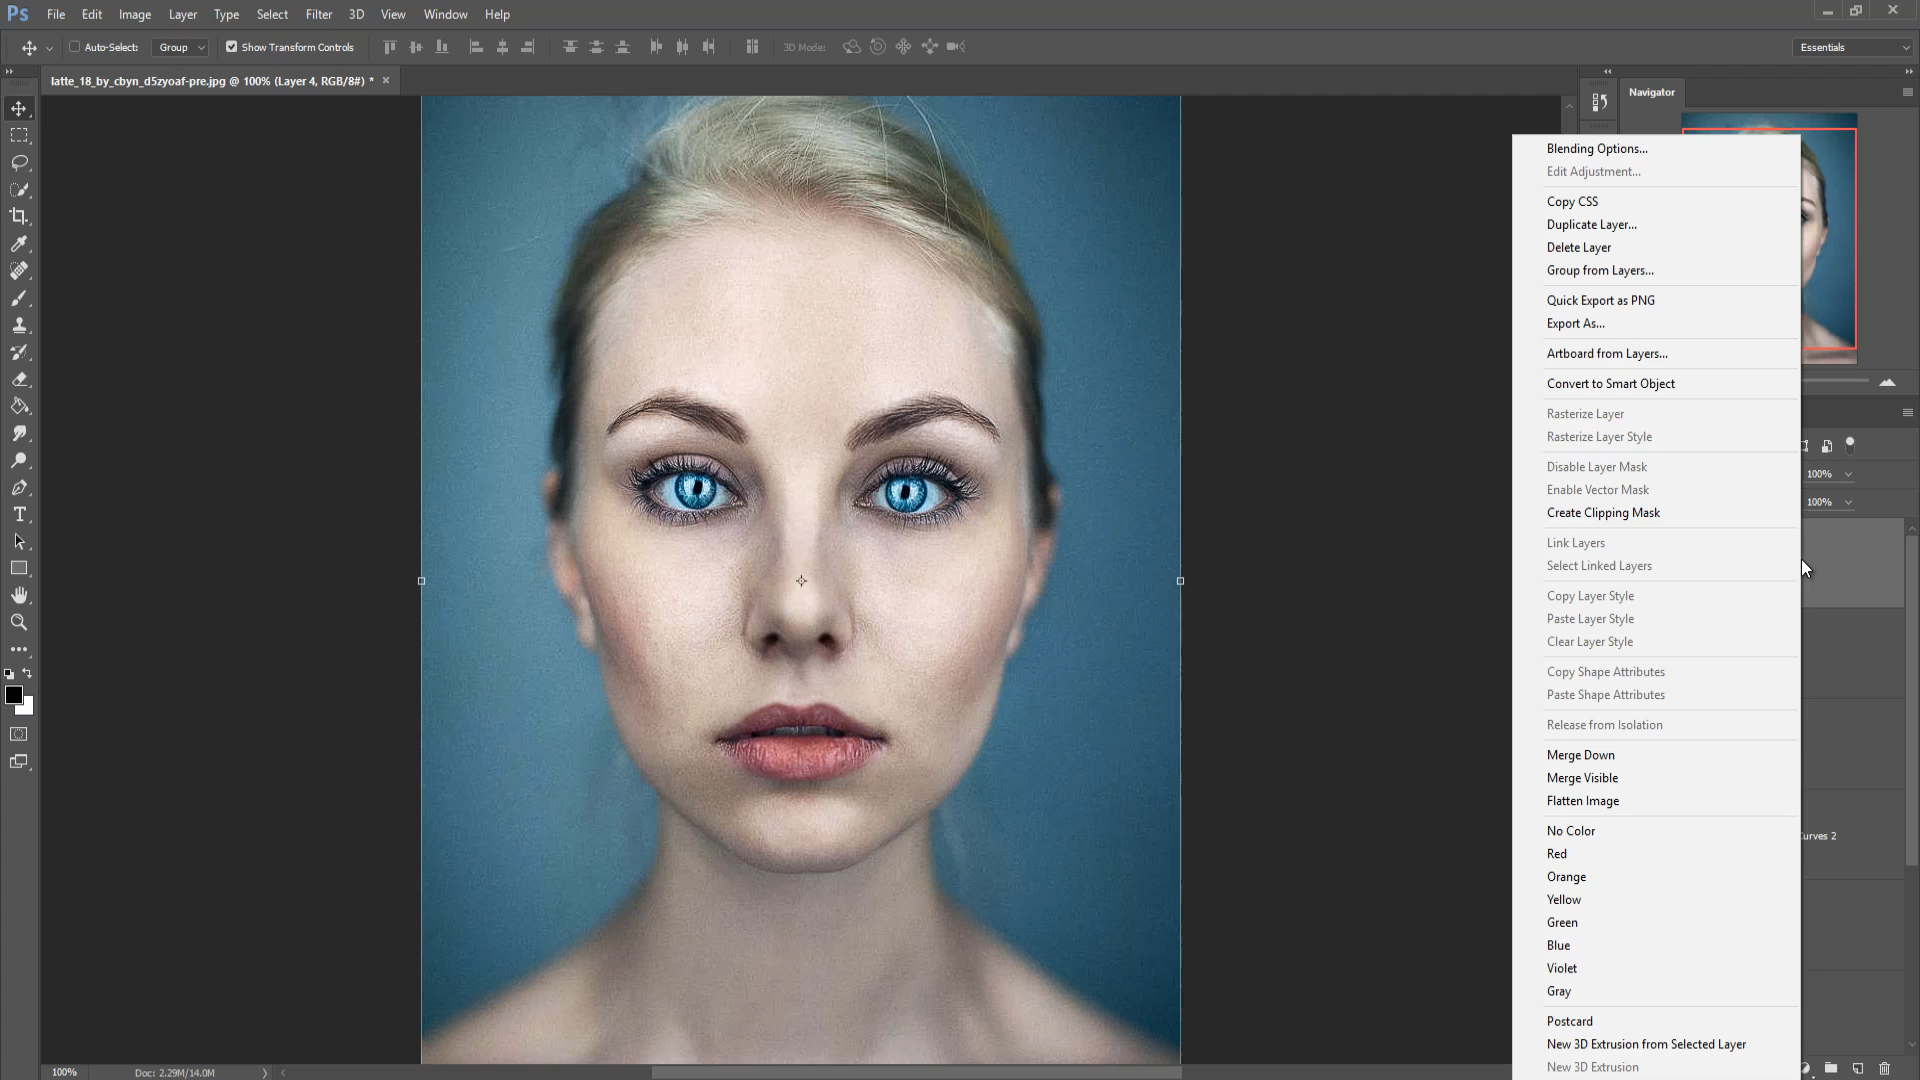 Ps File Edit Image Layer Type Select Filter 3D View Window Help
Auto-Select: Group Show Transform Controls 3D Mode: Essentials
latte_18_by_cbyn_d5zyoaf-pre.jpg @ 100% (Layer 4, RGB/8#) * ×
Navigator
Blending Options...
Edit Adjustment...
Copy CSS
Duplicate Layer...
Delete Layer
Group from Layers...
Quick Export as PNG
Export As...
Artboard from Layers...
Convert to Smart Object
Rasterize Layer
Rasterize Layer Style
Disable Layer Mask
Enable Vector Mask
Create Clipping Mask
Link Layers
Select Linked Layers
Copy Layer Style
Paste Layer Style
Clear Layer Style
Copy Shape Attributes
Paste Shape Attributes
Release from Isolation
Merge Down
Merge Visible
Flatten Image
No Color
Red
Orange
Yellow
Green
Blue
Violet
Gray
Postcard
New 3D Extrusion from Selected Layer
New 3D Extrusion
100%
100%
urves 2
100% Doc: 2.29M/14.0M